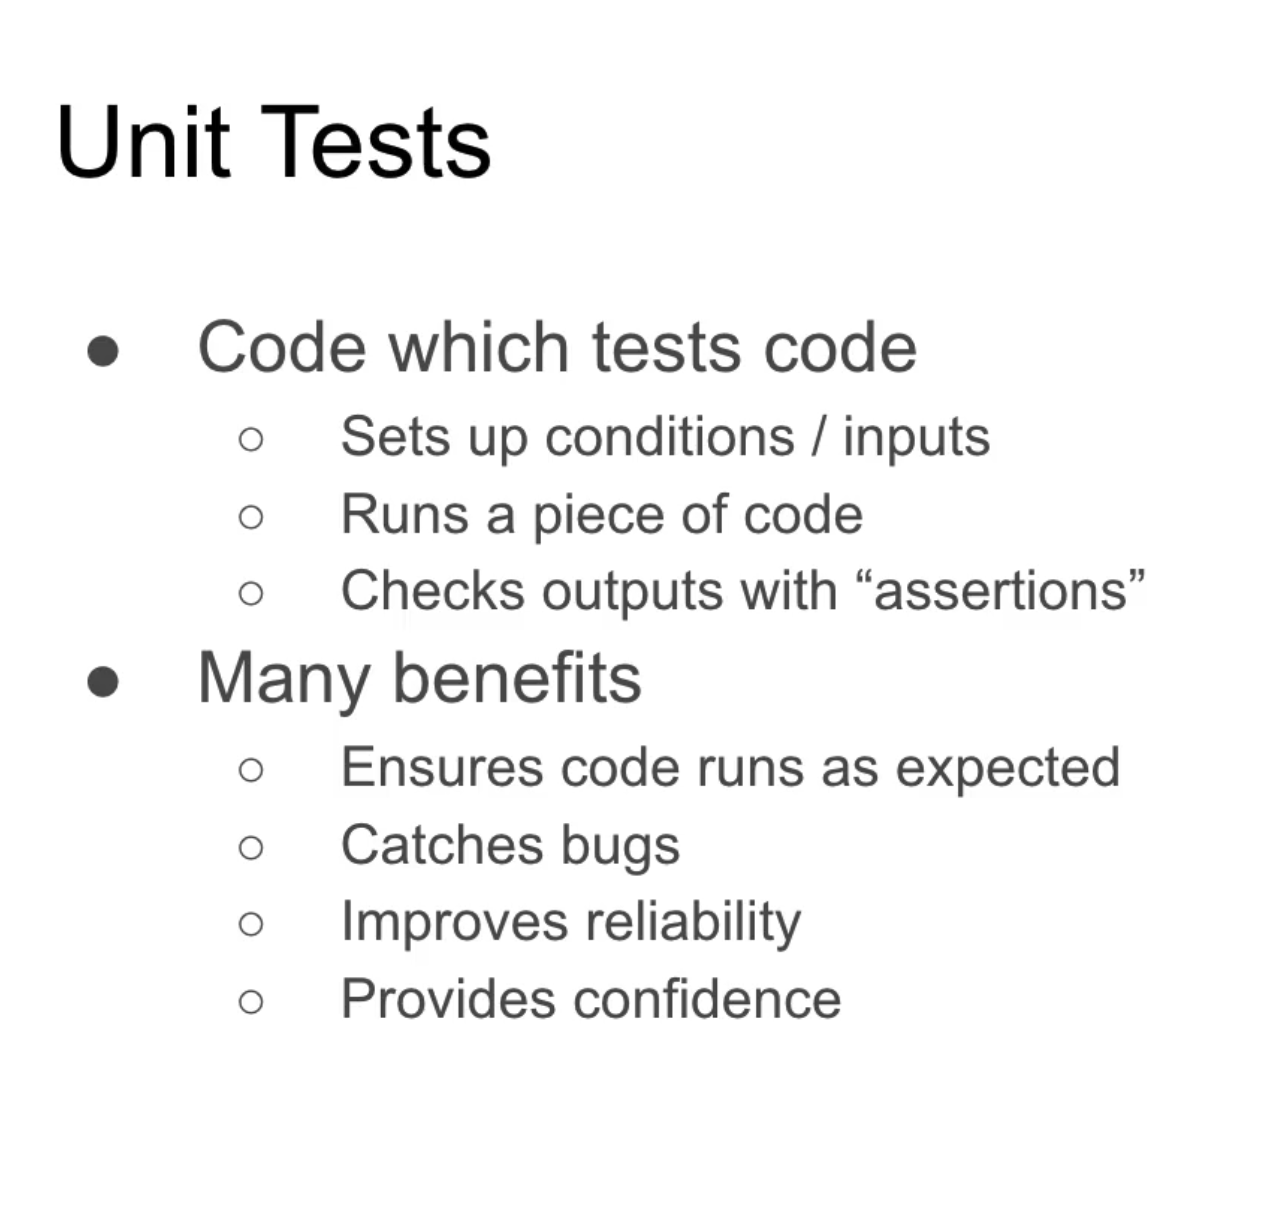 Unit Tests
● Code which tests code
○ Sets up conditions / inputs
○ Runs a piece of code
○ Checks outputs with “assertions”
● Many benefits
○ Ensures code runs as expected
○ Catches bugs
○ Improves reliability
○ Provides confidence